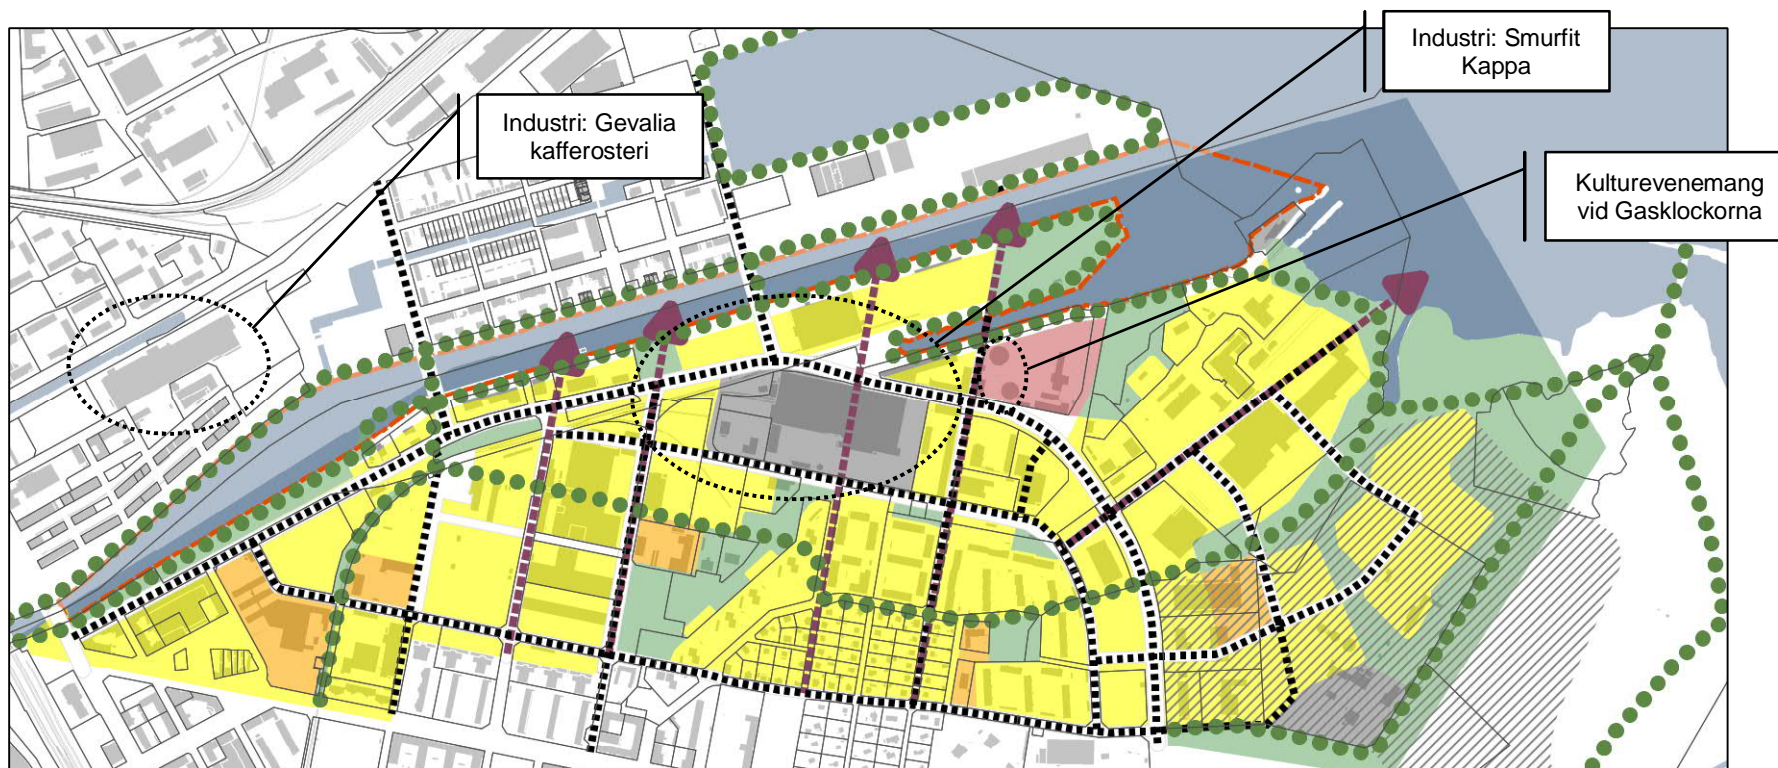 Industri: Smurfit
Kappa
Industri: Gevalia
kafferosteri
Kulturevenemang
vid Gasklockorna